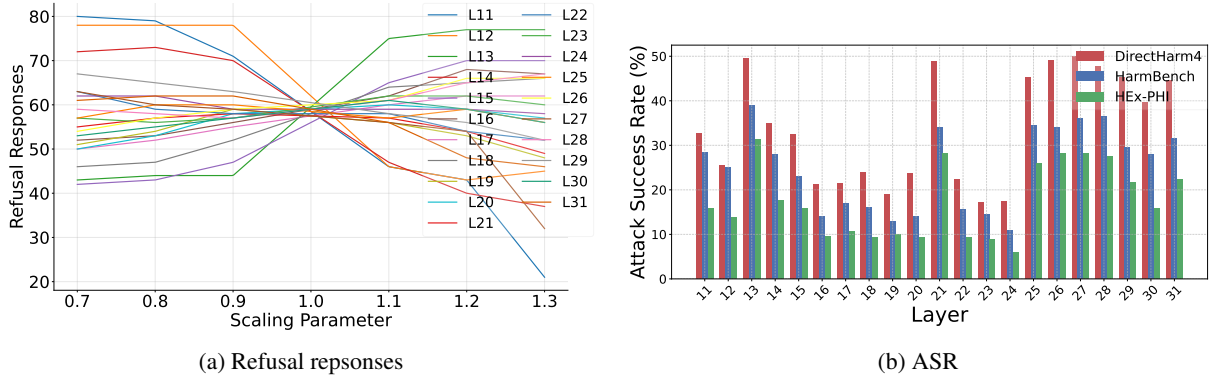 80
70
60
50
40
30
20
Refusal Responses
0.7 0.8 0.9 1.0 1.1 1.2 1.3
Scaling Parameter
L11 L22
L12 L23
L13 L24
L14 L25
L15 L26
L16 L27
L17 L28
L18 L29
L19 L30
L20 L31
L21
(a) Refusal repsonses
50
40
30
20
10
0
Attack Success Rate (%)
DirectHarm4
HarmBench
HEx-PHI
11 12 13 14 15 16 17 18 19 20 21 22 23 24 25 26 27 28 29 30 31
Layer
(b) ASR